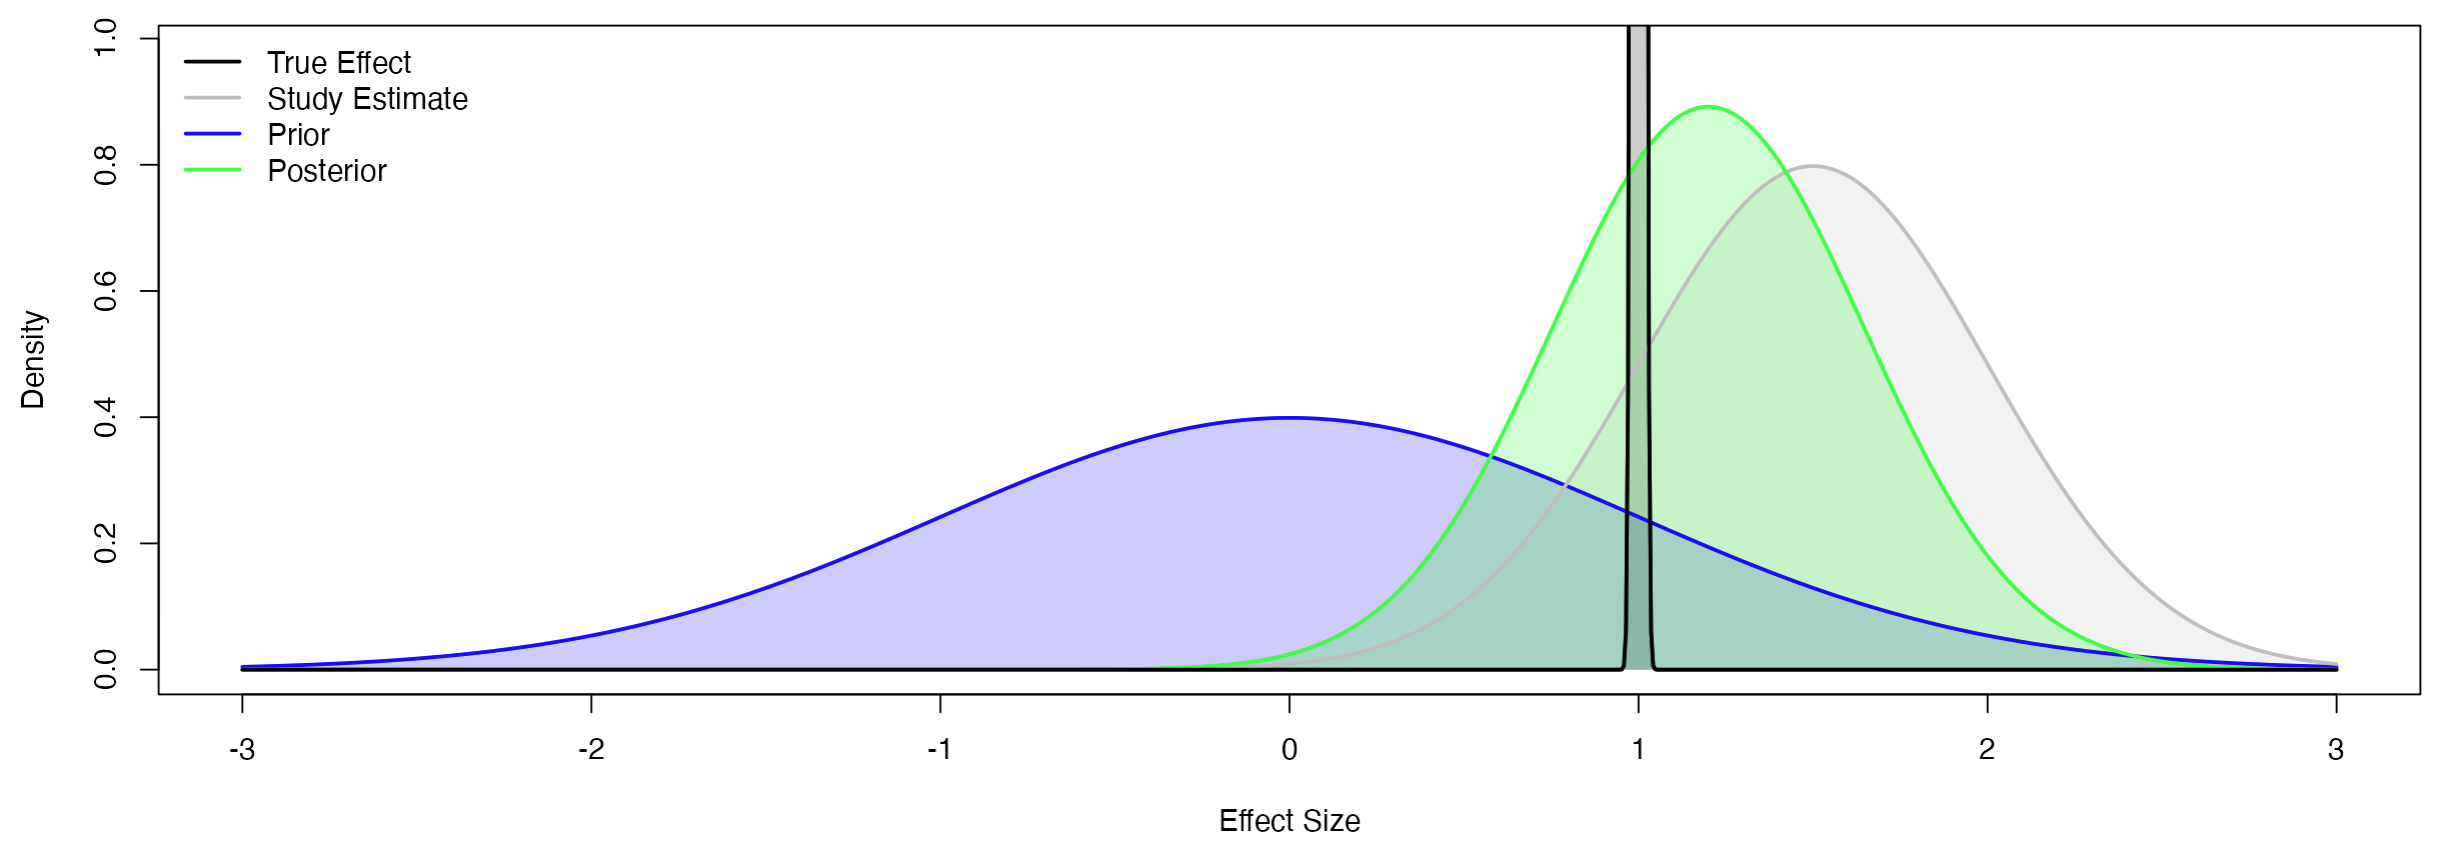 True Effect
Study Estimate
Prior
Posterior
Density
1.0
0.8
0.6
0.4
0.2
0.0
-3 -2 -1 0 1 2 3
Effect Size